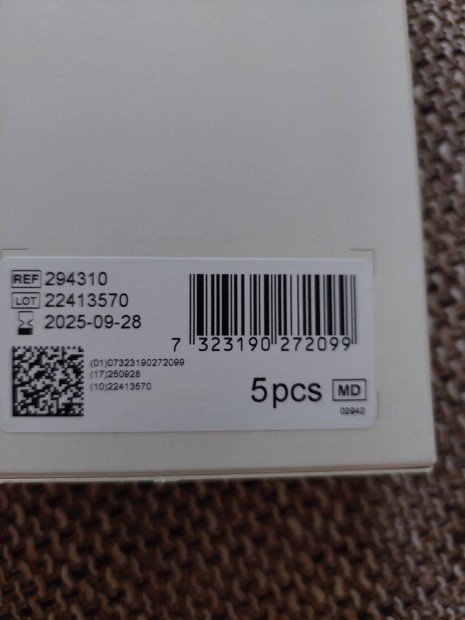 REF 294310
LOT 22413570
2025-09-28
7 323190 272099
(01)07323190272099
(17)250928
(10)22413570
5pcs MD
02942